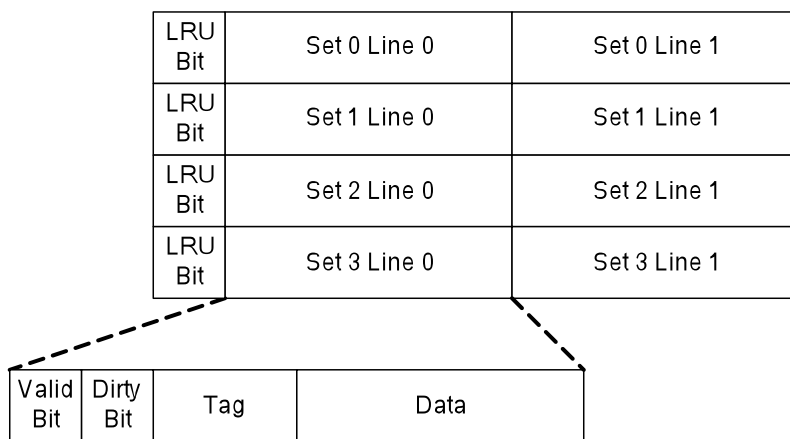 LRU Bit Set 0 Line 0 Set 0 Line 1
LRU Bit Set 1 Line 0 Set 1 Line 1
LRU Bit Set 2 Line 0 Set 2 Line 1
LRU Bit Set 3 Line 0 Set 3 Line 1
Valid Bit Dirty Bit Tag Data